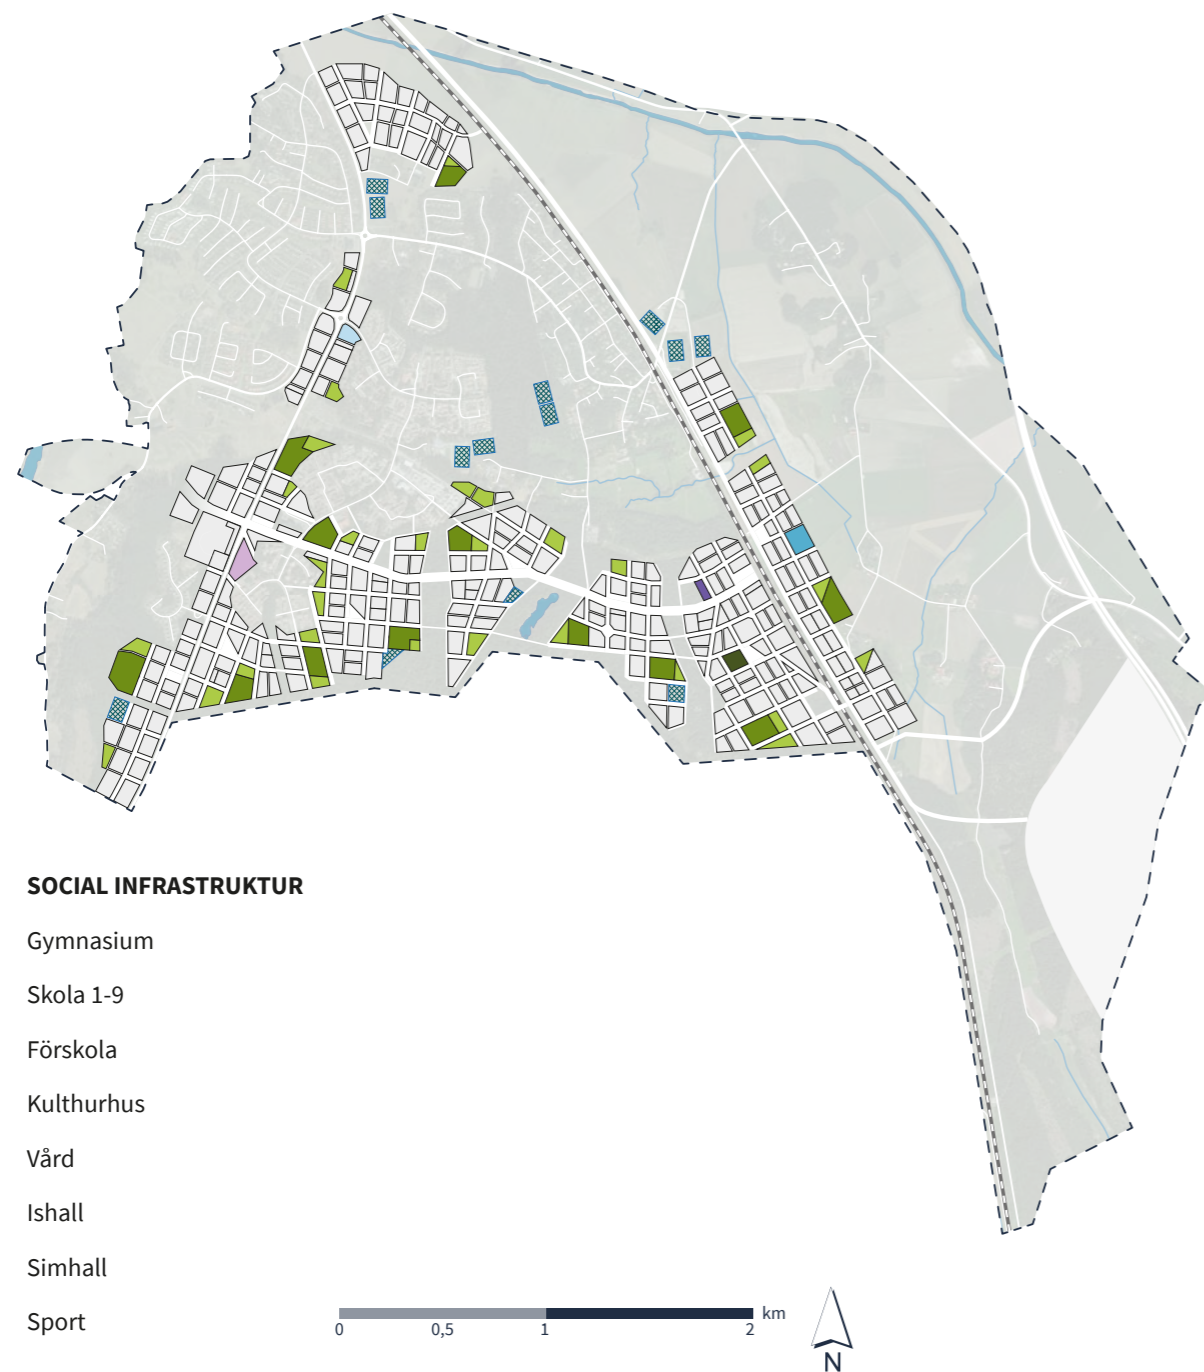 SOCIAL INFRASTRUKTUR
Gymnasium
Skola 1-9
Förskola
Kulthurhus
Vård
Ishall
Simhall
Sport
0 0,5 1 2 km
N